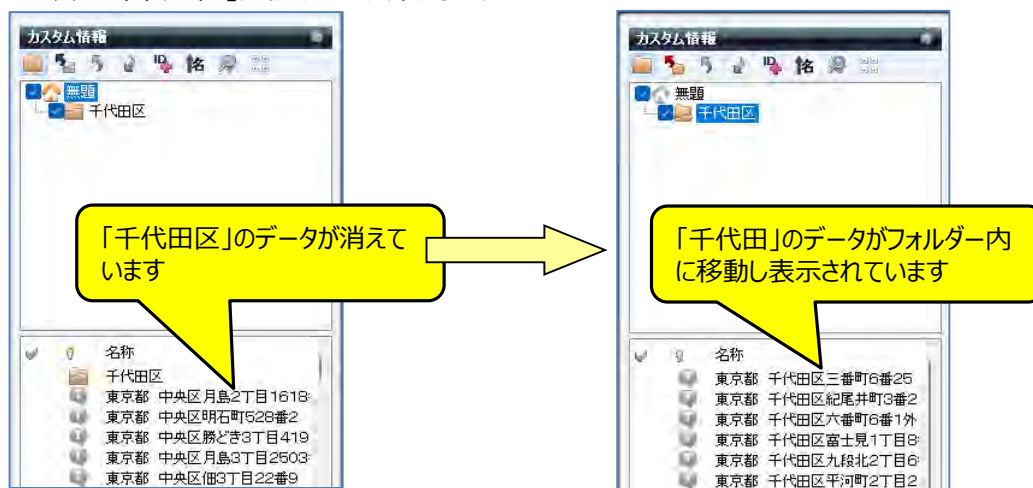 カスタム情報
無題
千代田区
「千代田区」のデータが消えて
います
名称
千代田区
東京都 中央区月島2丁目1618
東京都 中央区明石町528番2
東京都 中央区勝どき3丁目419
東京都 中央区月島3丁目2503
東京都 中央区佃3丁目22番9
カスタム情報
無題
千代田区
「千代田」のデータがフォルダー内
に移動し表示されています
名称
東京都 千代田区三番町6番25
東京都 千代田区紀尾井町3番2
東京都 千代田区六番町6番1外
東京都 千代田区富士見1丁目8
東京都 千代田区九段北2丁目6
東京都 千代田区平河町2丁目2